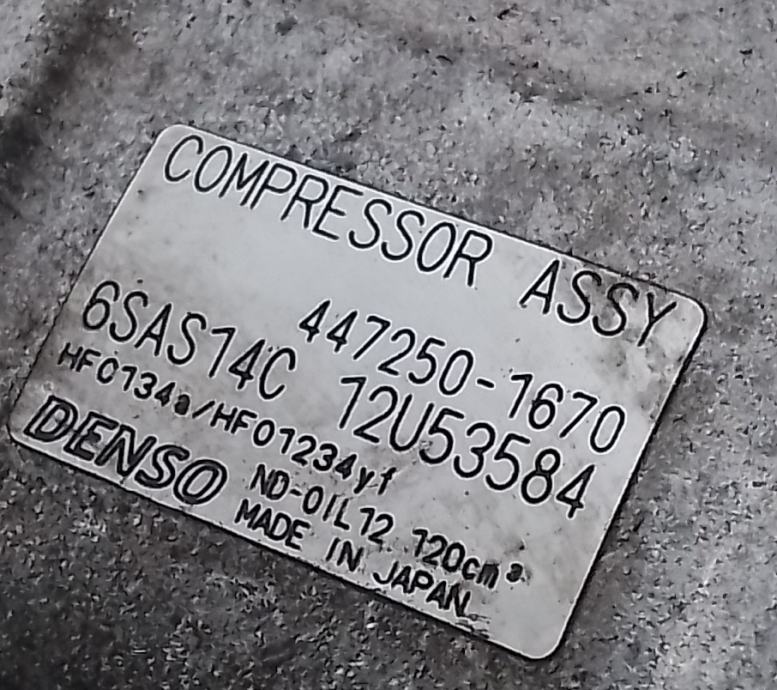 COMPRESSOR ASSY
447250-1670
6SAS14C 12U53584
HFC134a/HFO1234yf
ND-OIL12 120cm³
DENSO MADE IN JAPAN